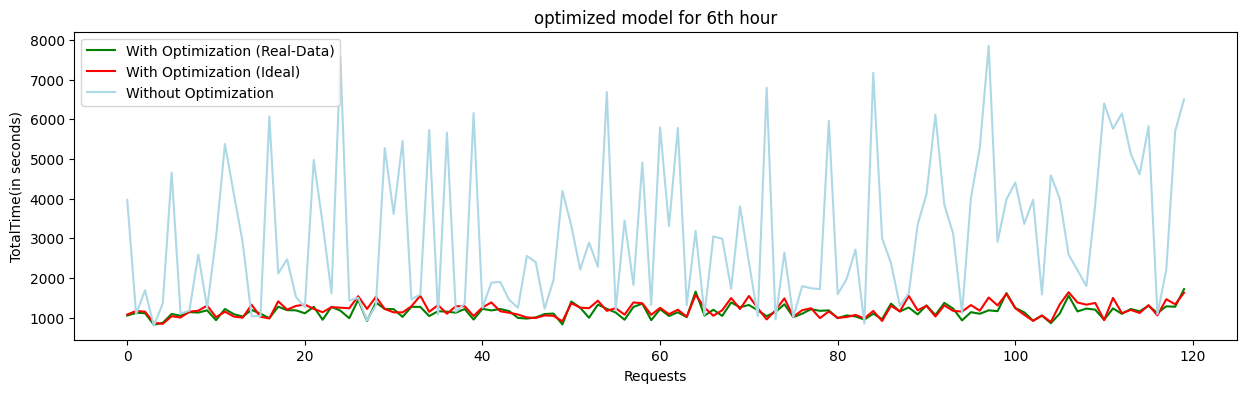 optimized model for 6th hour
8000
7000
6000
5000
4000
3000
2000
1000
TotalTime(in seconds)
With Optimization (Real-Data)
With Optimization (Ideal)
Without Optimization
0 20 40 60 80 100 120
Requests